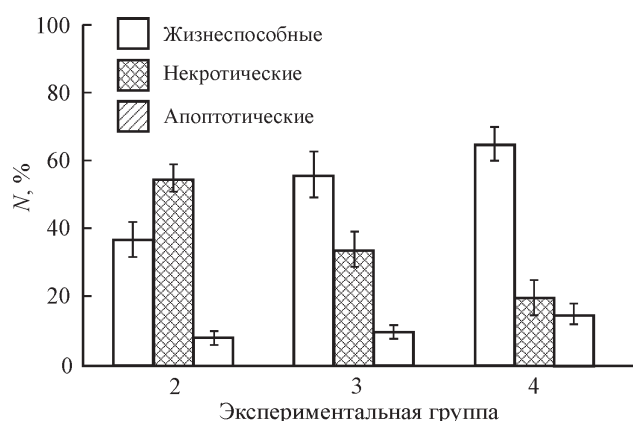 100
80
60
40
20
0
N, %
Жизнеспособные
Некротические
Апоптотические
2 3 4
Экспериментальная группа